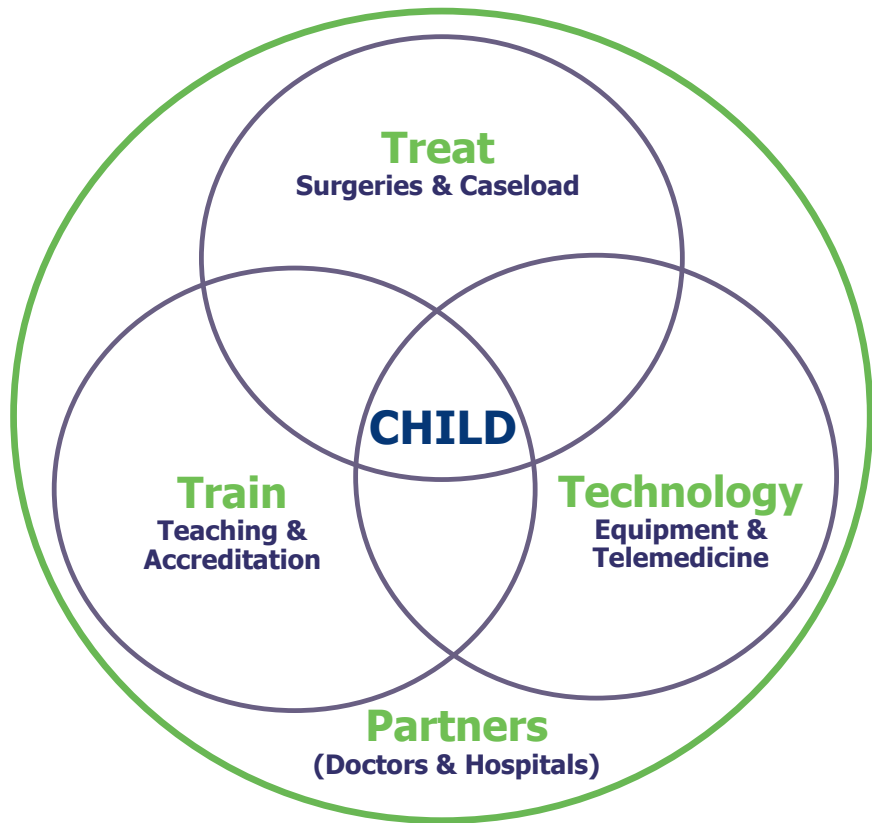 Treat
Surgeries & Caseload
CHILD
Train
Teaching &
Accreditation
Technology
Equipment &
Telemedicine
Partners
(Doctors & Hospitals)